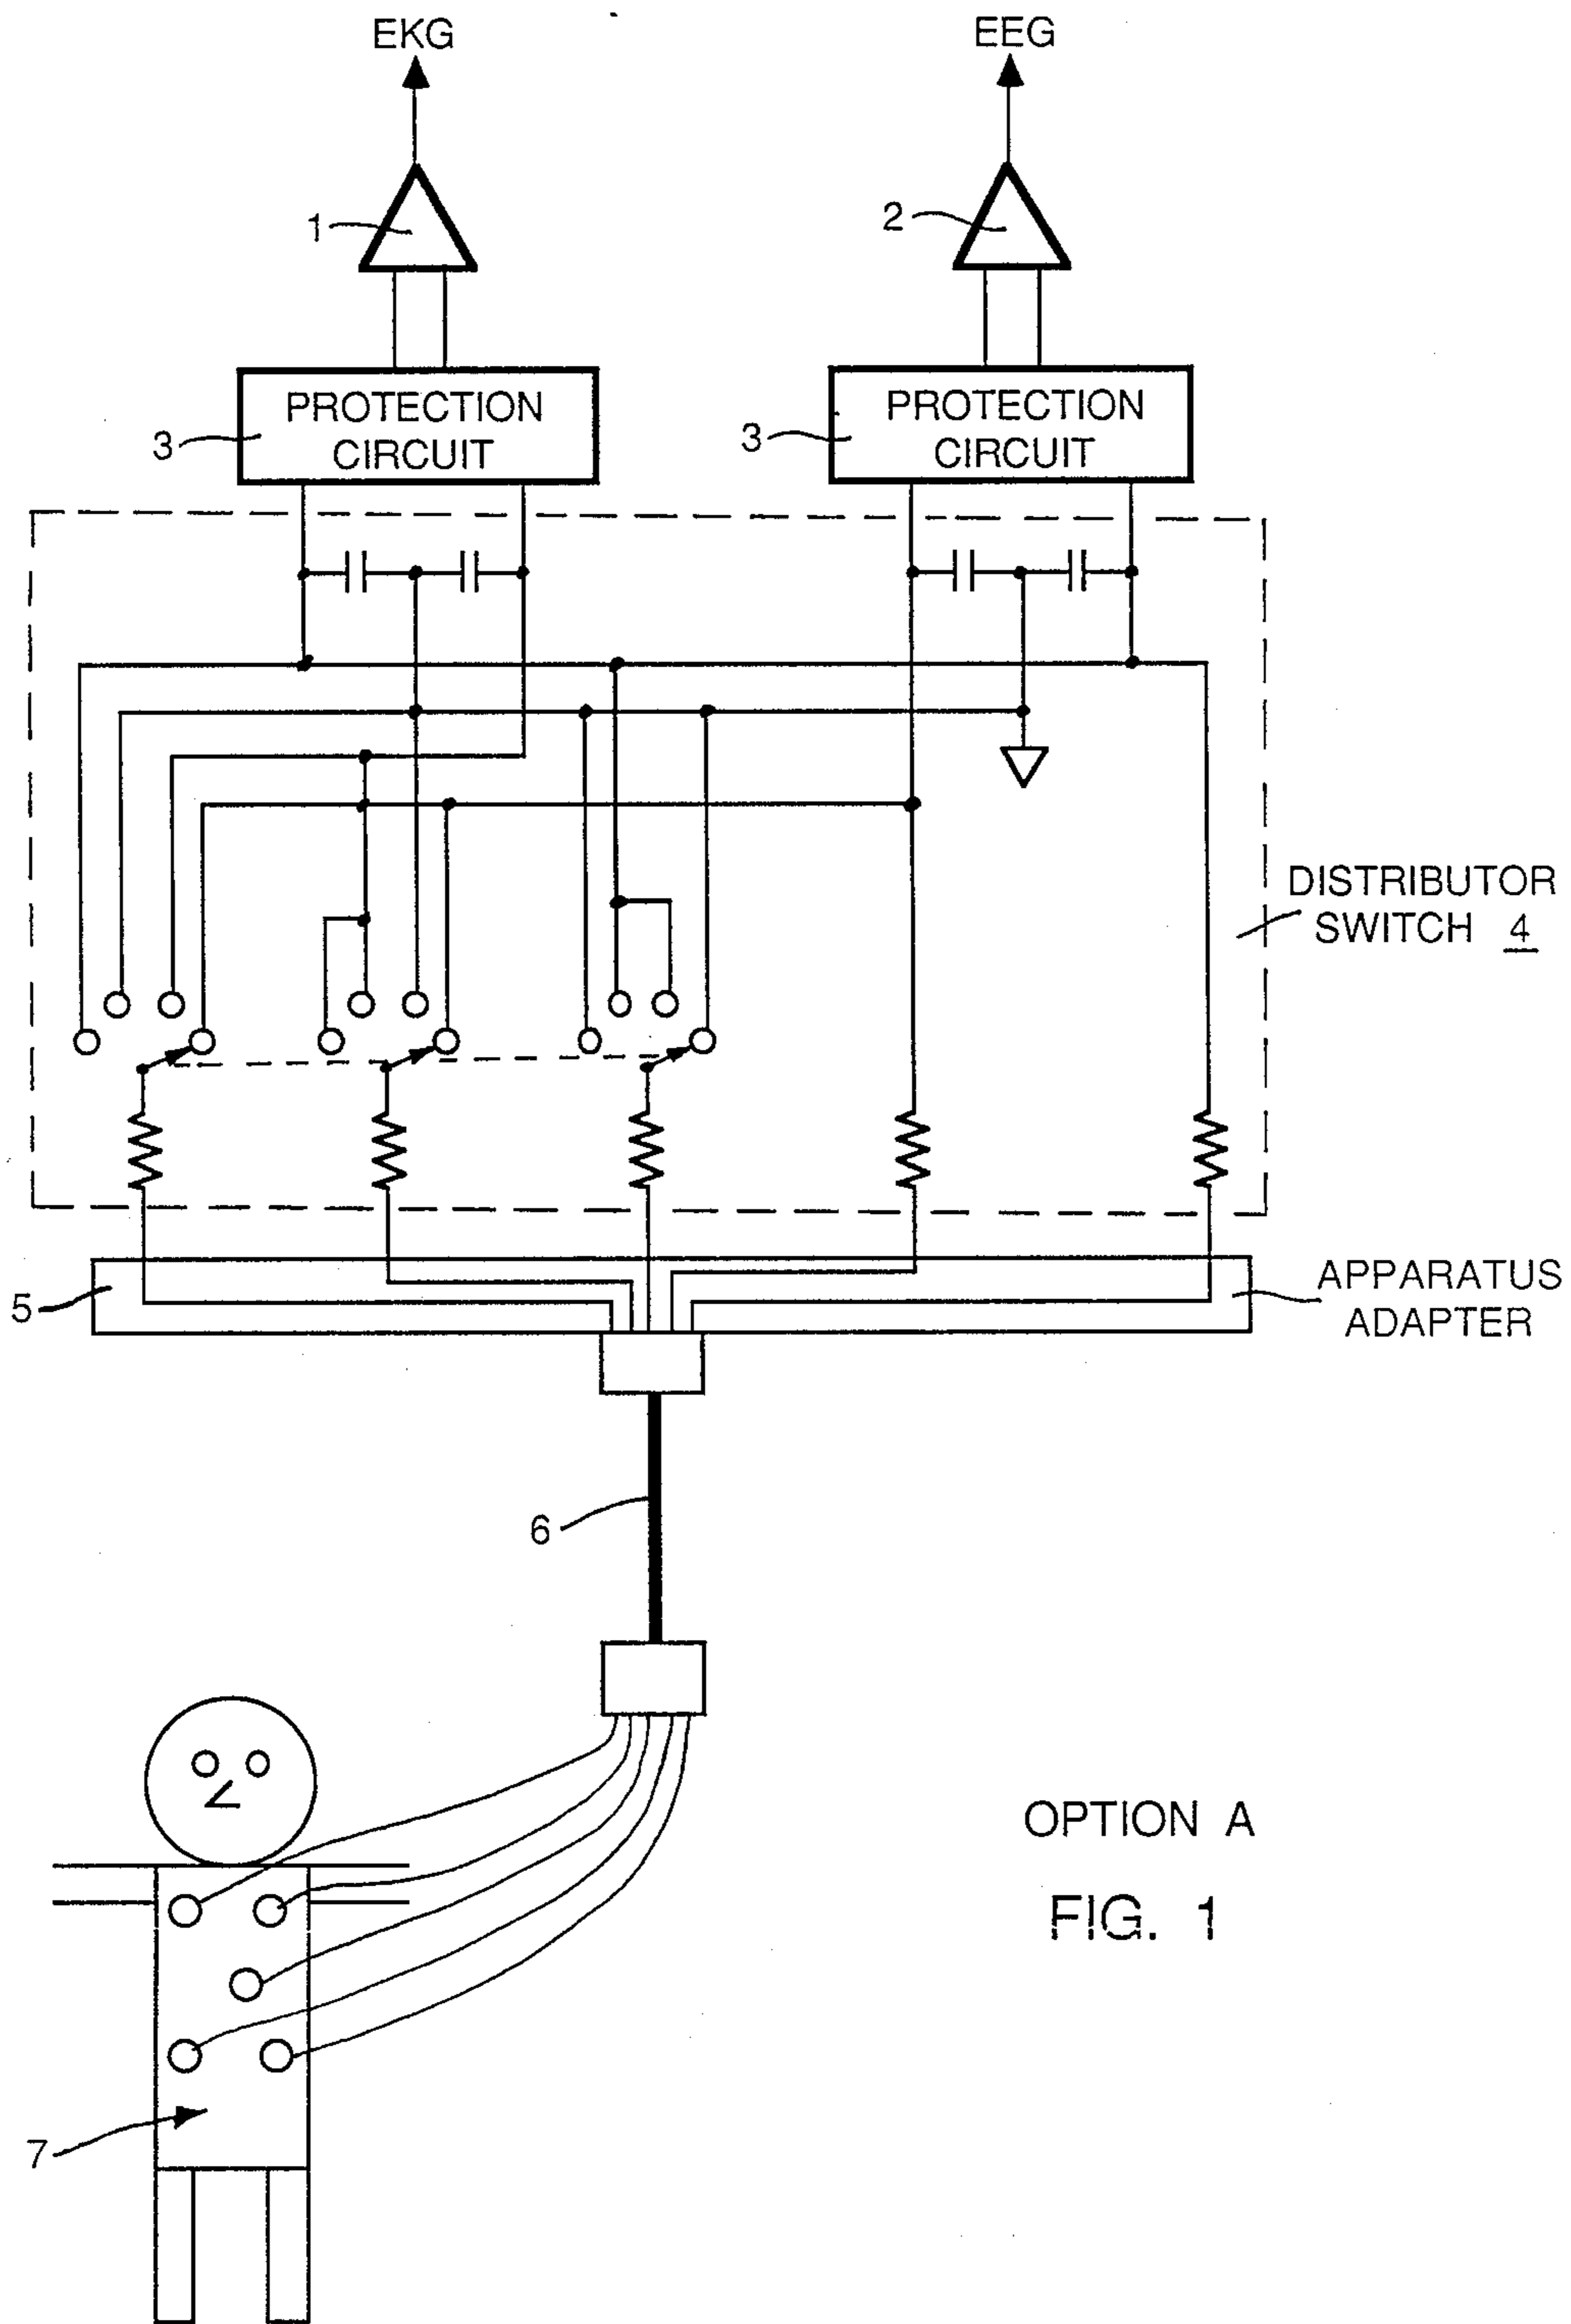 EKG
EEG
1
2
PROTECTION
CIRCUIT
3
PROTECTION
CIRCUIT
3
DISTRIBUTOR
SWITCH 4
5
APPARATUS
ADAPTER
6
7
OPTION A
FIG. 1